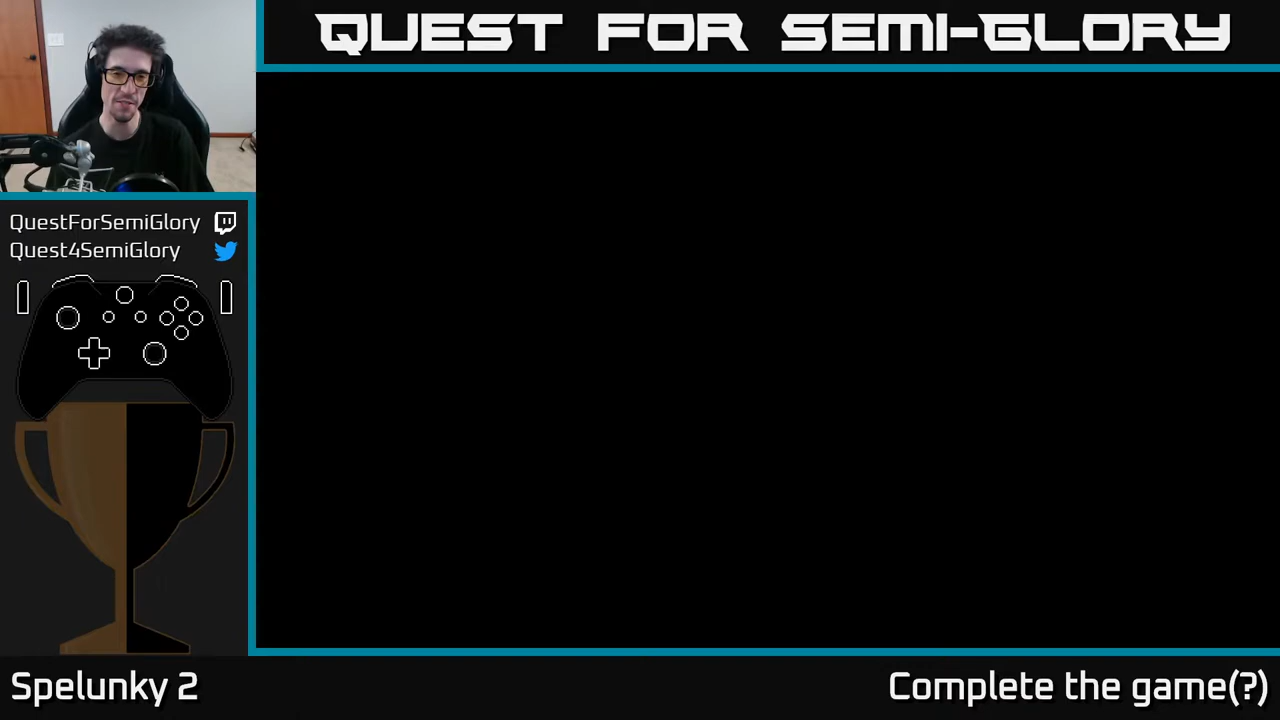 QUEST FOR SEMI-GLORY
QuestForSemiGlory
Quest4SemiGlory
Spelunky 2
Complete the game(?)